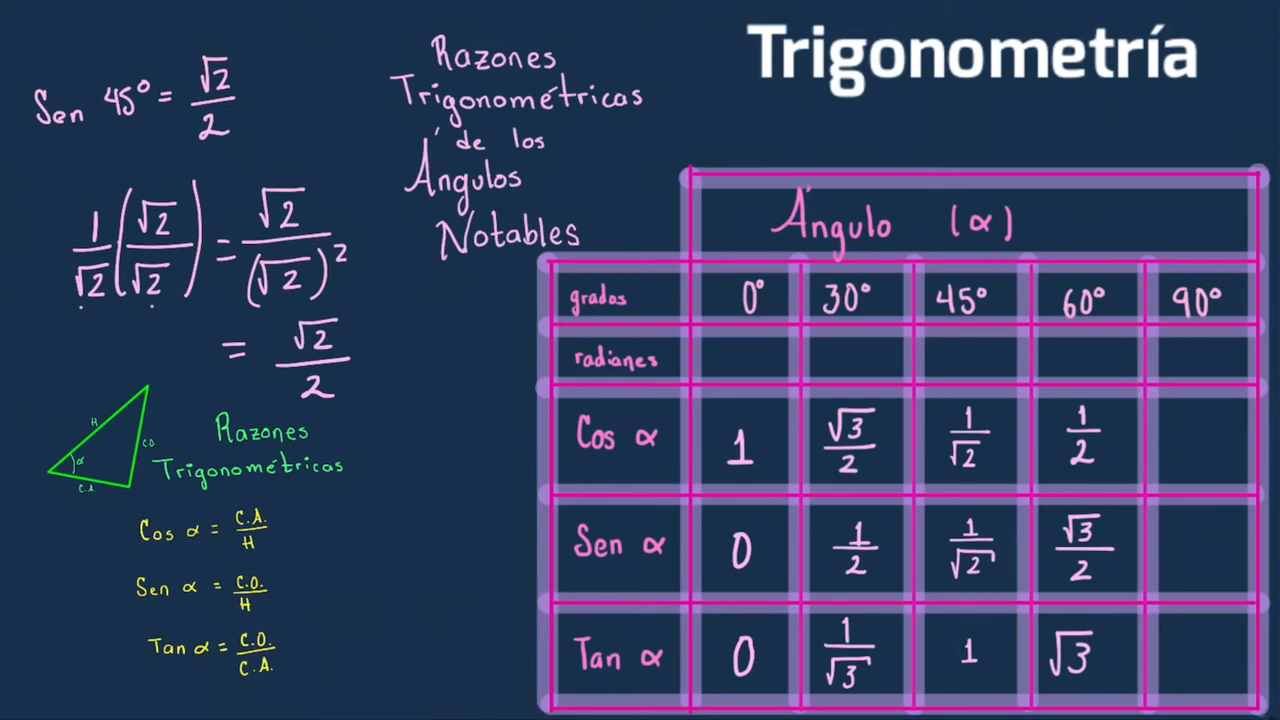 Trigonometría
Sen 45° = √2/2
1/√2 (√2/√2) = √2/(√2)²
= √2/2
Razones
Trigonométricas
de los
Ángulos
Notables
H
C.O
α
C.A.
Razones
Trigonométricas
Cos α = C.A./H
Sen α = C.O./H
Tan α = C.O./C.A.
Ángulo (α)
grados 0° 30° 45° 60° 90°
radianes
Cos α 1 √3/2 1/√2 1/2
Sen α 0 1/2 1/√2 √3/2
Tan α 0 1/√3 1 √3